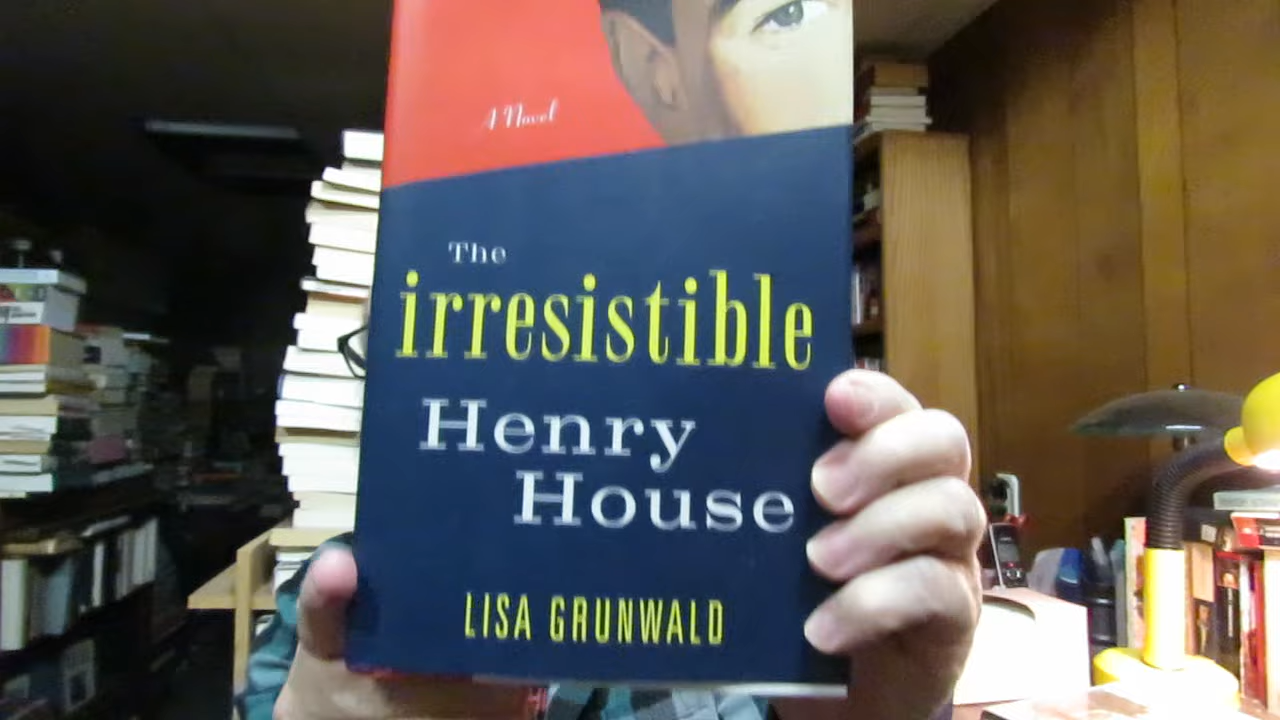 A Novel
The
irresistible
Henry
House
LISA GRUNWALD